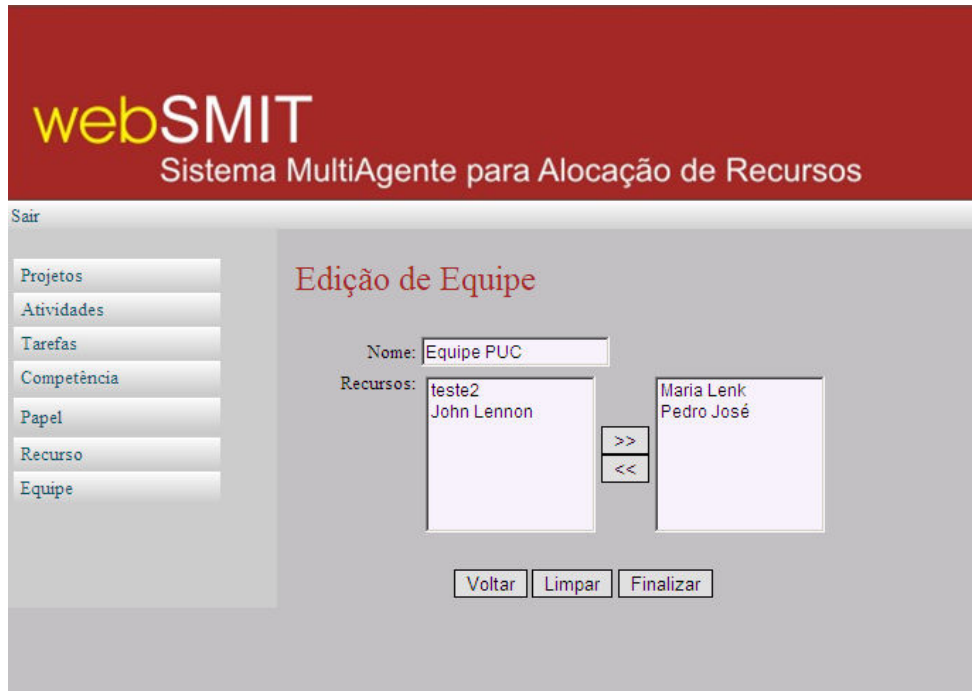 webSMIT
Sistema MultiAgente para Alocação de Recursos
Sair
Projetos
Atividades
Tarefas
Competência
Papel
Recurso
Equipe
Edição de Equipe
Nome: Equipe PUC
Recursos:
teste2
John Lennon
>>
<<
Maria Lenk
Pedro José
Voltar Limpar Finalizar